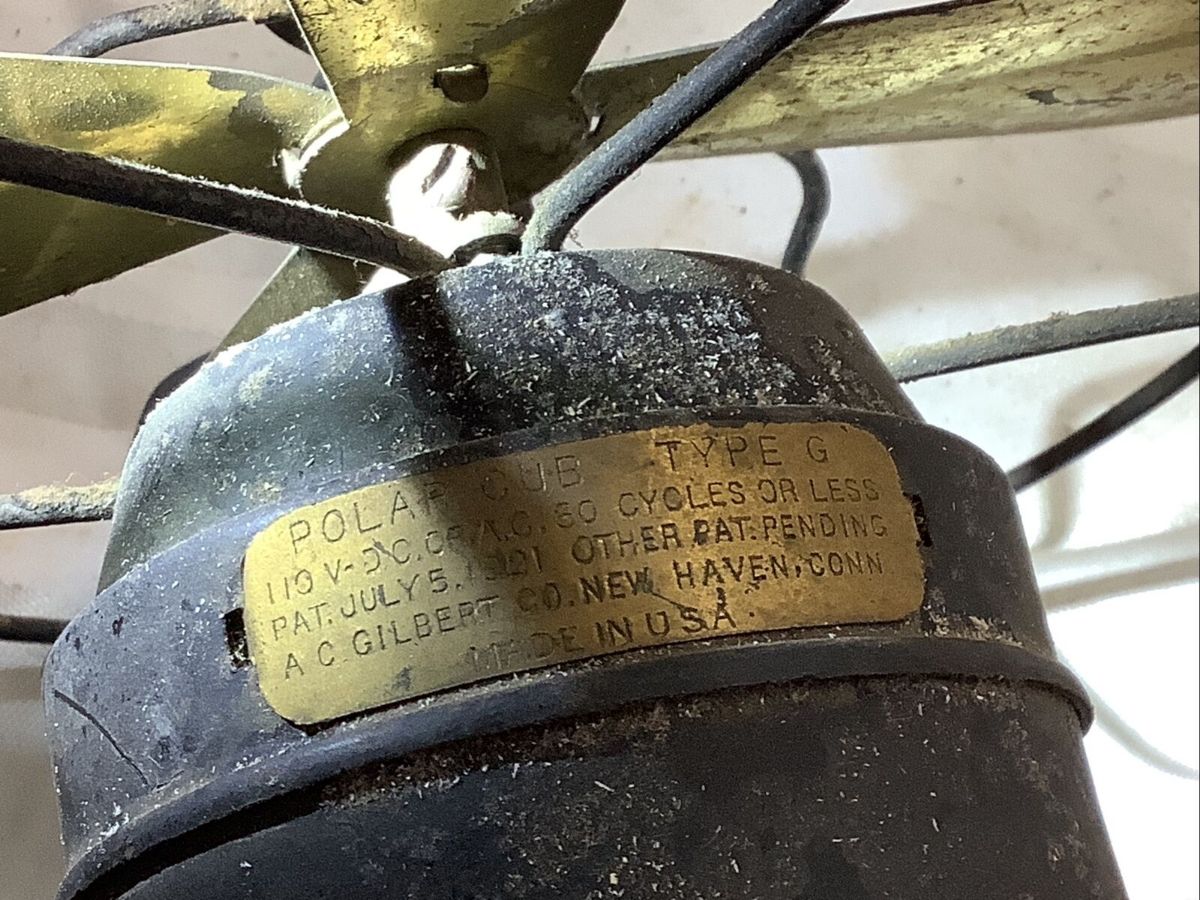 POLAR CUB TYPE G
110 V-D.C. OR A.C. 60 CYCLES OR LESS
PAT. JULY 5. 1921 OTHER PAT. PENDING
A C. GILBERT CO. NEW HAVEN, CONN
MADE IN U S A